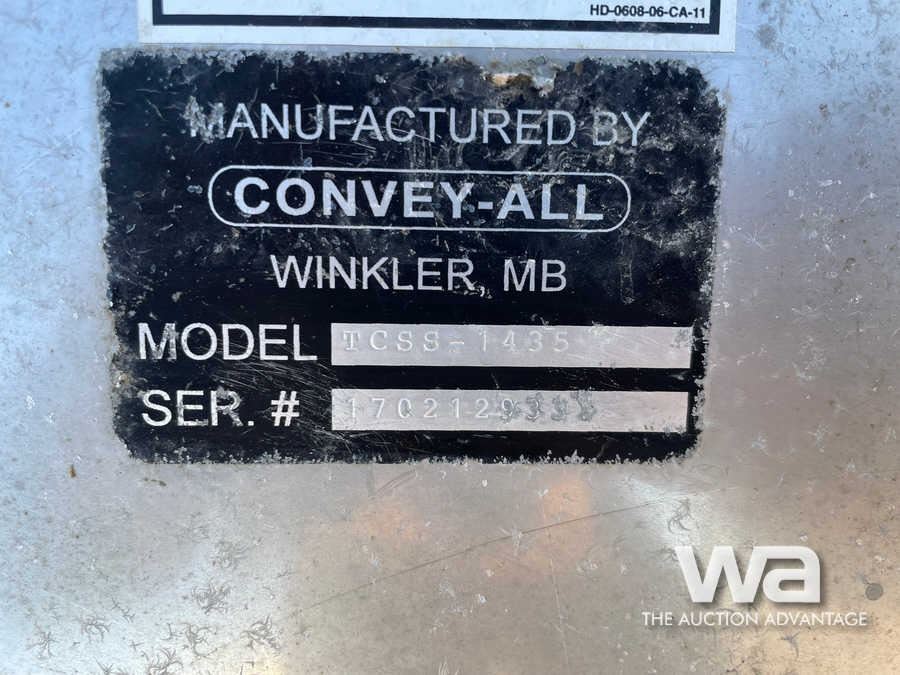 HD-0608-06-CA-11
MANUFACTURED BY
CONVEY-ALL
WINKLER, MB
MODEL TCSS-1435
SER. #
wa
THE AUCTION ADVANTAGE